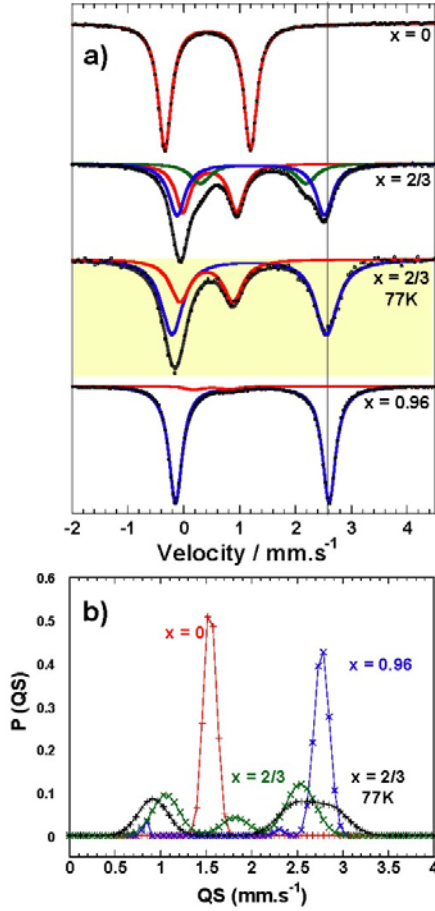 a)
x = 0
x = 2/3
x = 2/3
77K
x = 0.96
-2 -1 0 1 2 3 4
Velocity / mm.s⁻¹
b)
0.6
0.5
0.4
0.3
0.2
0.1
0
P (QS)
x = 0
x = 0.96
x = 2/3
x = 2/3
77K
0 0.5 1 1.5 2 2.5 3 3.5 4
QS (mm.s⁻¹)